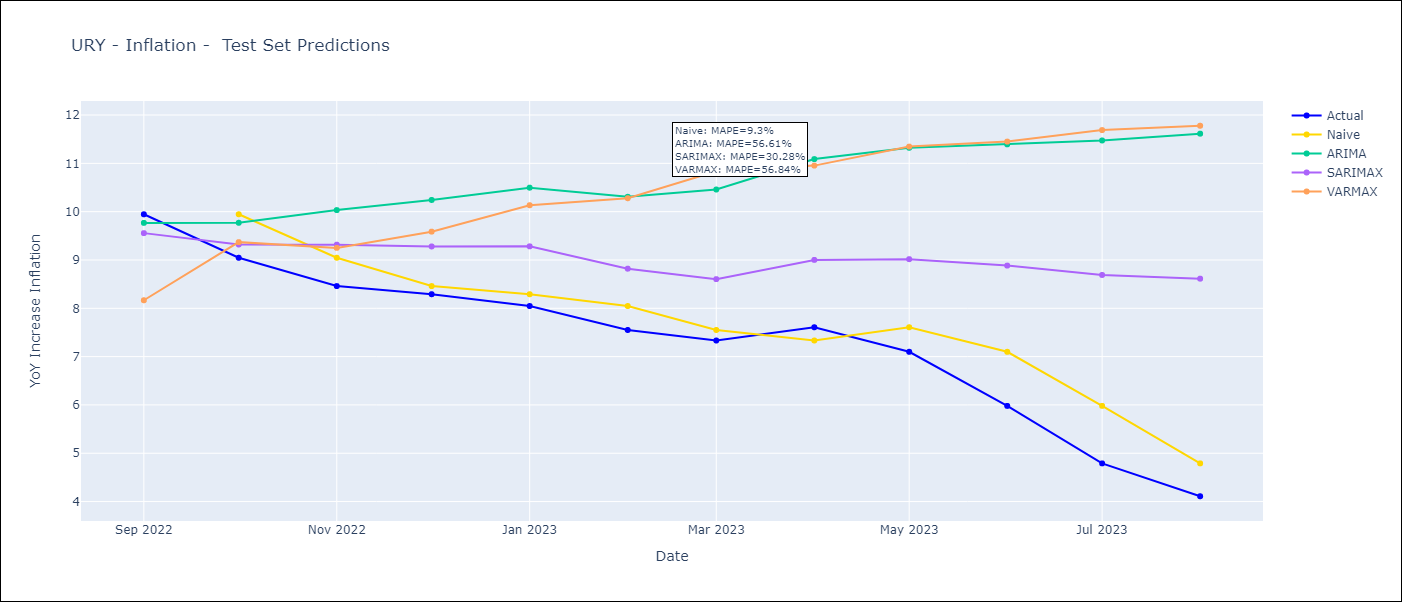 URY - Inflation -  Test Set Predictions
12
11
10
9
8
7
6
5
4
YoY Increase Inflation
Naive: MAPE=9.3%
ARIMA: MAPE=56.61%
SARIMAX: MAPE=30.28%
VARMAX: MAPE=56.84%
Actual
Naive
ARIMA
SARIMAX
VARMAX
Sep 2022
Nov 2022
Jan 2023
Mar 2023
May 2023
Jul 2023
Date